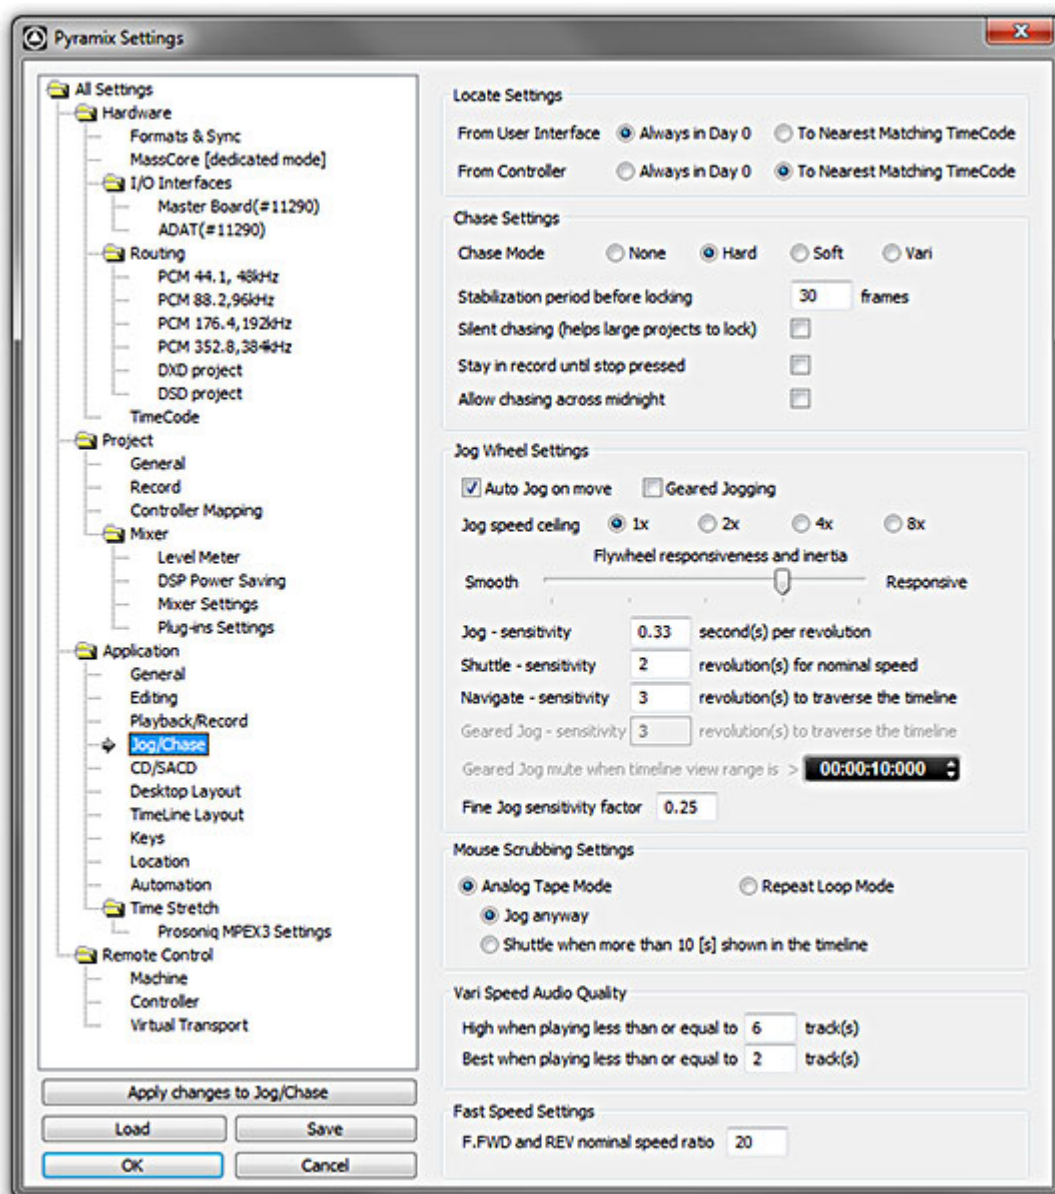 Pyramix Settings
All Settings
Hardware
Formats & Sync
MassCore [dedicated mode]
I/O Interfaces
Master Board(#11290)
ADAT(#11290)
Routing
PCM 44.1, 48kHz
PCM 88.2,96kHz
PCM 176.4,192kHz
PCM 352.8,384kHz
DXD project
DSD project
TimeCode
Project
General
Record
Controller Mapping
Mixer
Level Meter
DSP Power Saving
Mixer Settings
Plug-ins Settings
Application
General
Editing
Playback/Record
Jog/Chase
CD/SACD
Desktop Layout
TimeLine Layout
Keys
Location
Automation
Time Stretch
Prosoniq MPEX3 Settings
Remote Control
Machine
Controller
Virtual Transport
Apply changes to Jog/Chase
Load Save
OK Cancel
Locate Settings
From User Interface Always in Day 0 To Nearest Matching TimeCode
From Controller Always in Day 0 To Nearest Matching TimeCode
Chase Settings
Chase Mode None Hard Soft Vari
Stabilization period before locking 30 frames
Silent chasing (helps large projects to lock)
Stay in record until stop pressed
Allow chasing across midnight
Jog Wheel Settings
Auto Jog on move Geared Jogging
Jog speed ceiling 1x 2x 4x 8x
Flywheel responsiveness and inertia
Smooth Responsive
Jog - sensitivity 0.33 second(s) per revolution
Shuttle - sensitivity 2 revolution(s) for nominal speed
Navigate - sensitivity 3 revolution(s) to traverse the timeline
Geared Jog - sensitivity 3 revolution(s) to traverse the timeline
Geared Jog mute when timeline view range is > 00:00:10:000
Fine Jog sensitivity factor 0.25
Mouse Scrubbing Settings
Analog Tape Mode Repeat Loop Mode
Jog anyway
Shuttle when more than 10 [s] shown in the timeline
Vari Speed Audio Quality
High when playing less than or equal to 6 track(s)
Best when playing less than or equal to 2 track(s)
Fast Speed Settings
F.FWD and REV nominal speed ratio 20